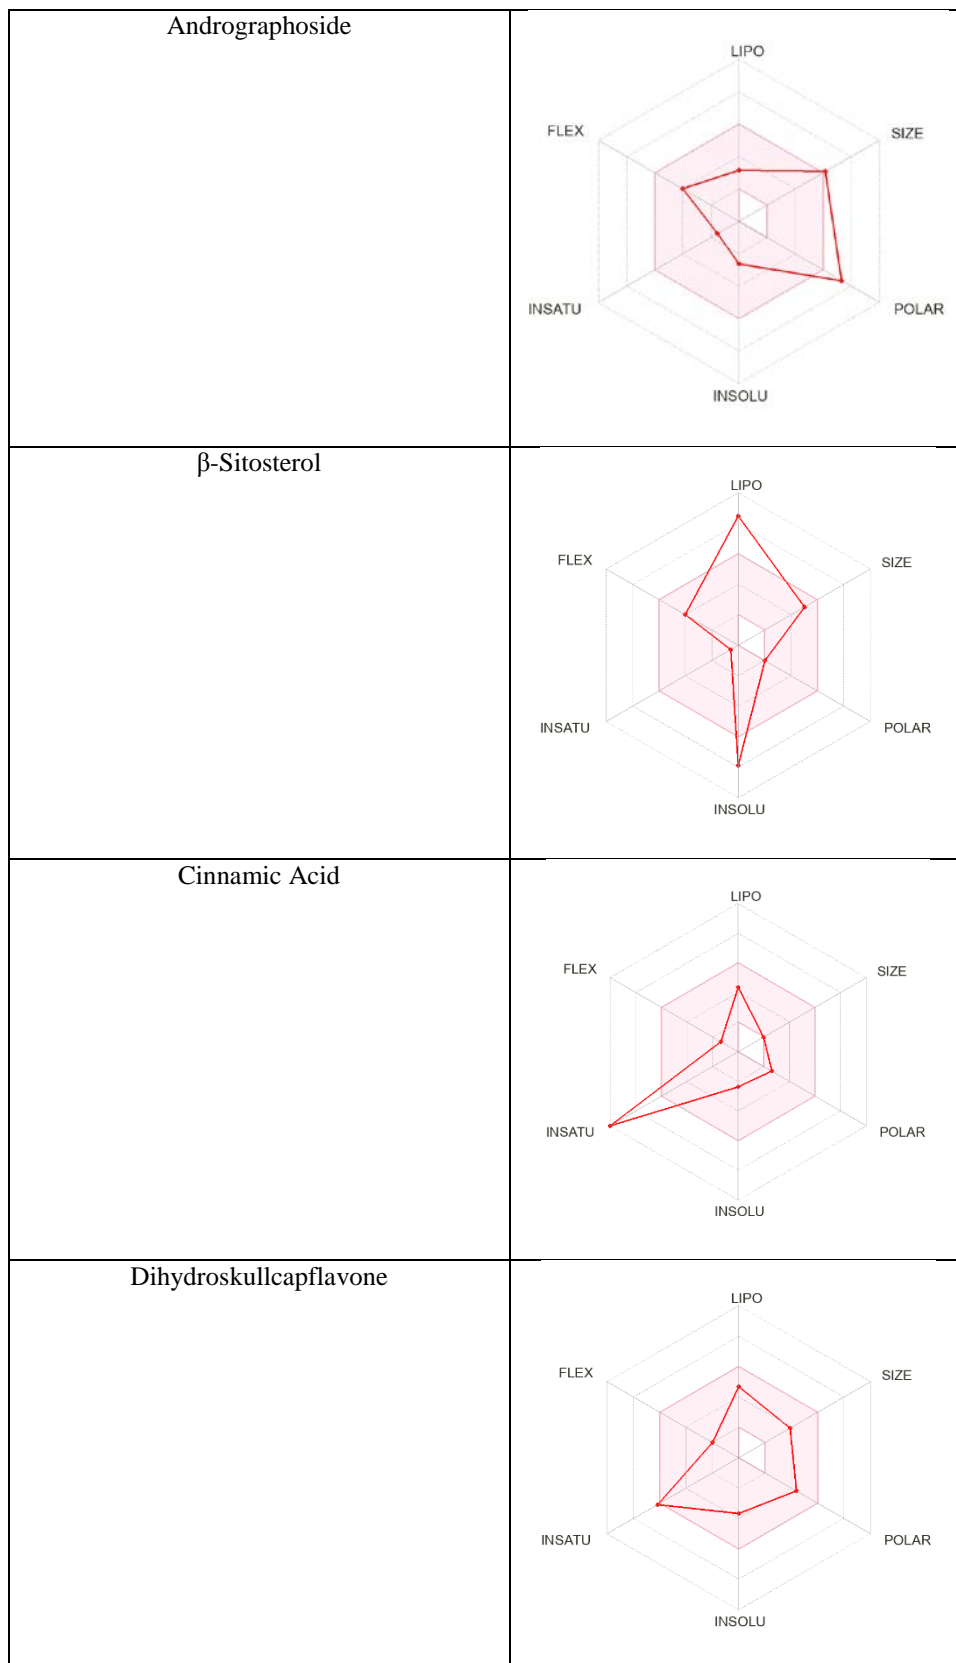 Andrographoside
LIPO
FLEX
SIZE
INSATU
POLAR
INSOLU
β-Sitosterol
LIPO
FLEX
SIZE
INSATU
POLAR
INSOLU
Cinnamic Acid
LIPO
FLEX
SIZE
INSATU
POLAR
INSOLU
Dihydroskullcapflavone
LIPO
FLEX
SIZE
INSATU
POLAR
INSOLU